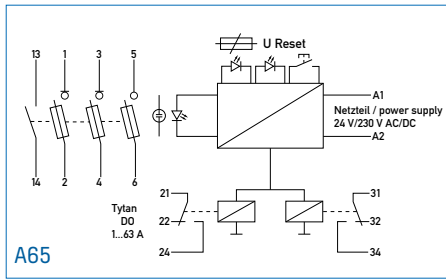 U Reset
13 1 3 5
A1
Netzteil / power supply
24 V/230 V AC/DC
A2
14 2 4 6
Tytan
DO
1...63 A
21 31
22 32
24 34
A65